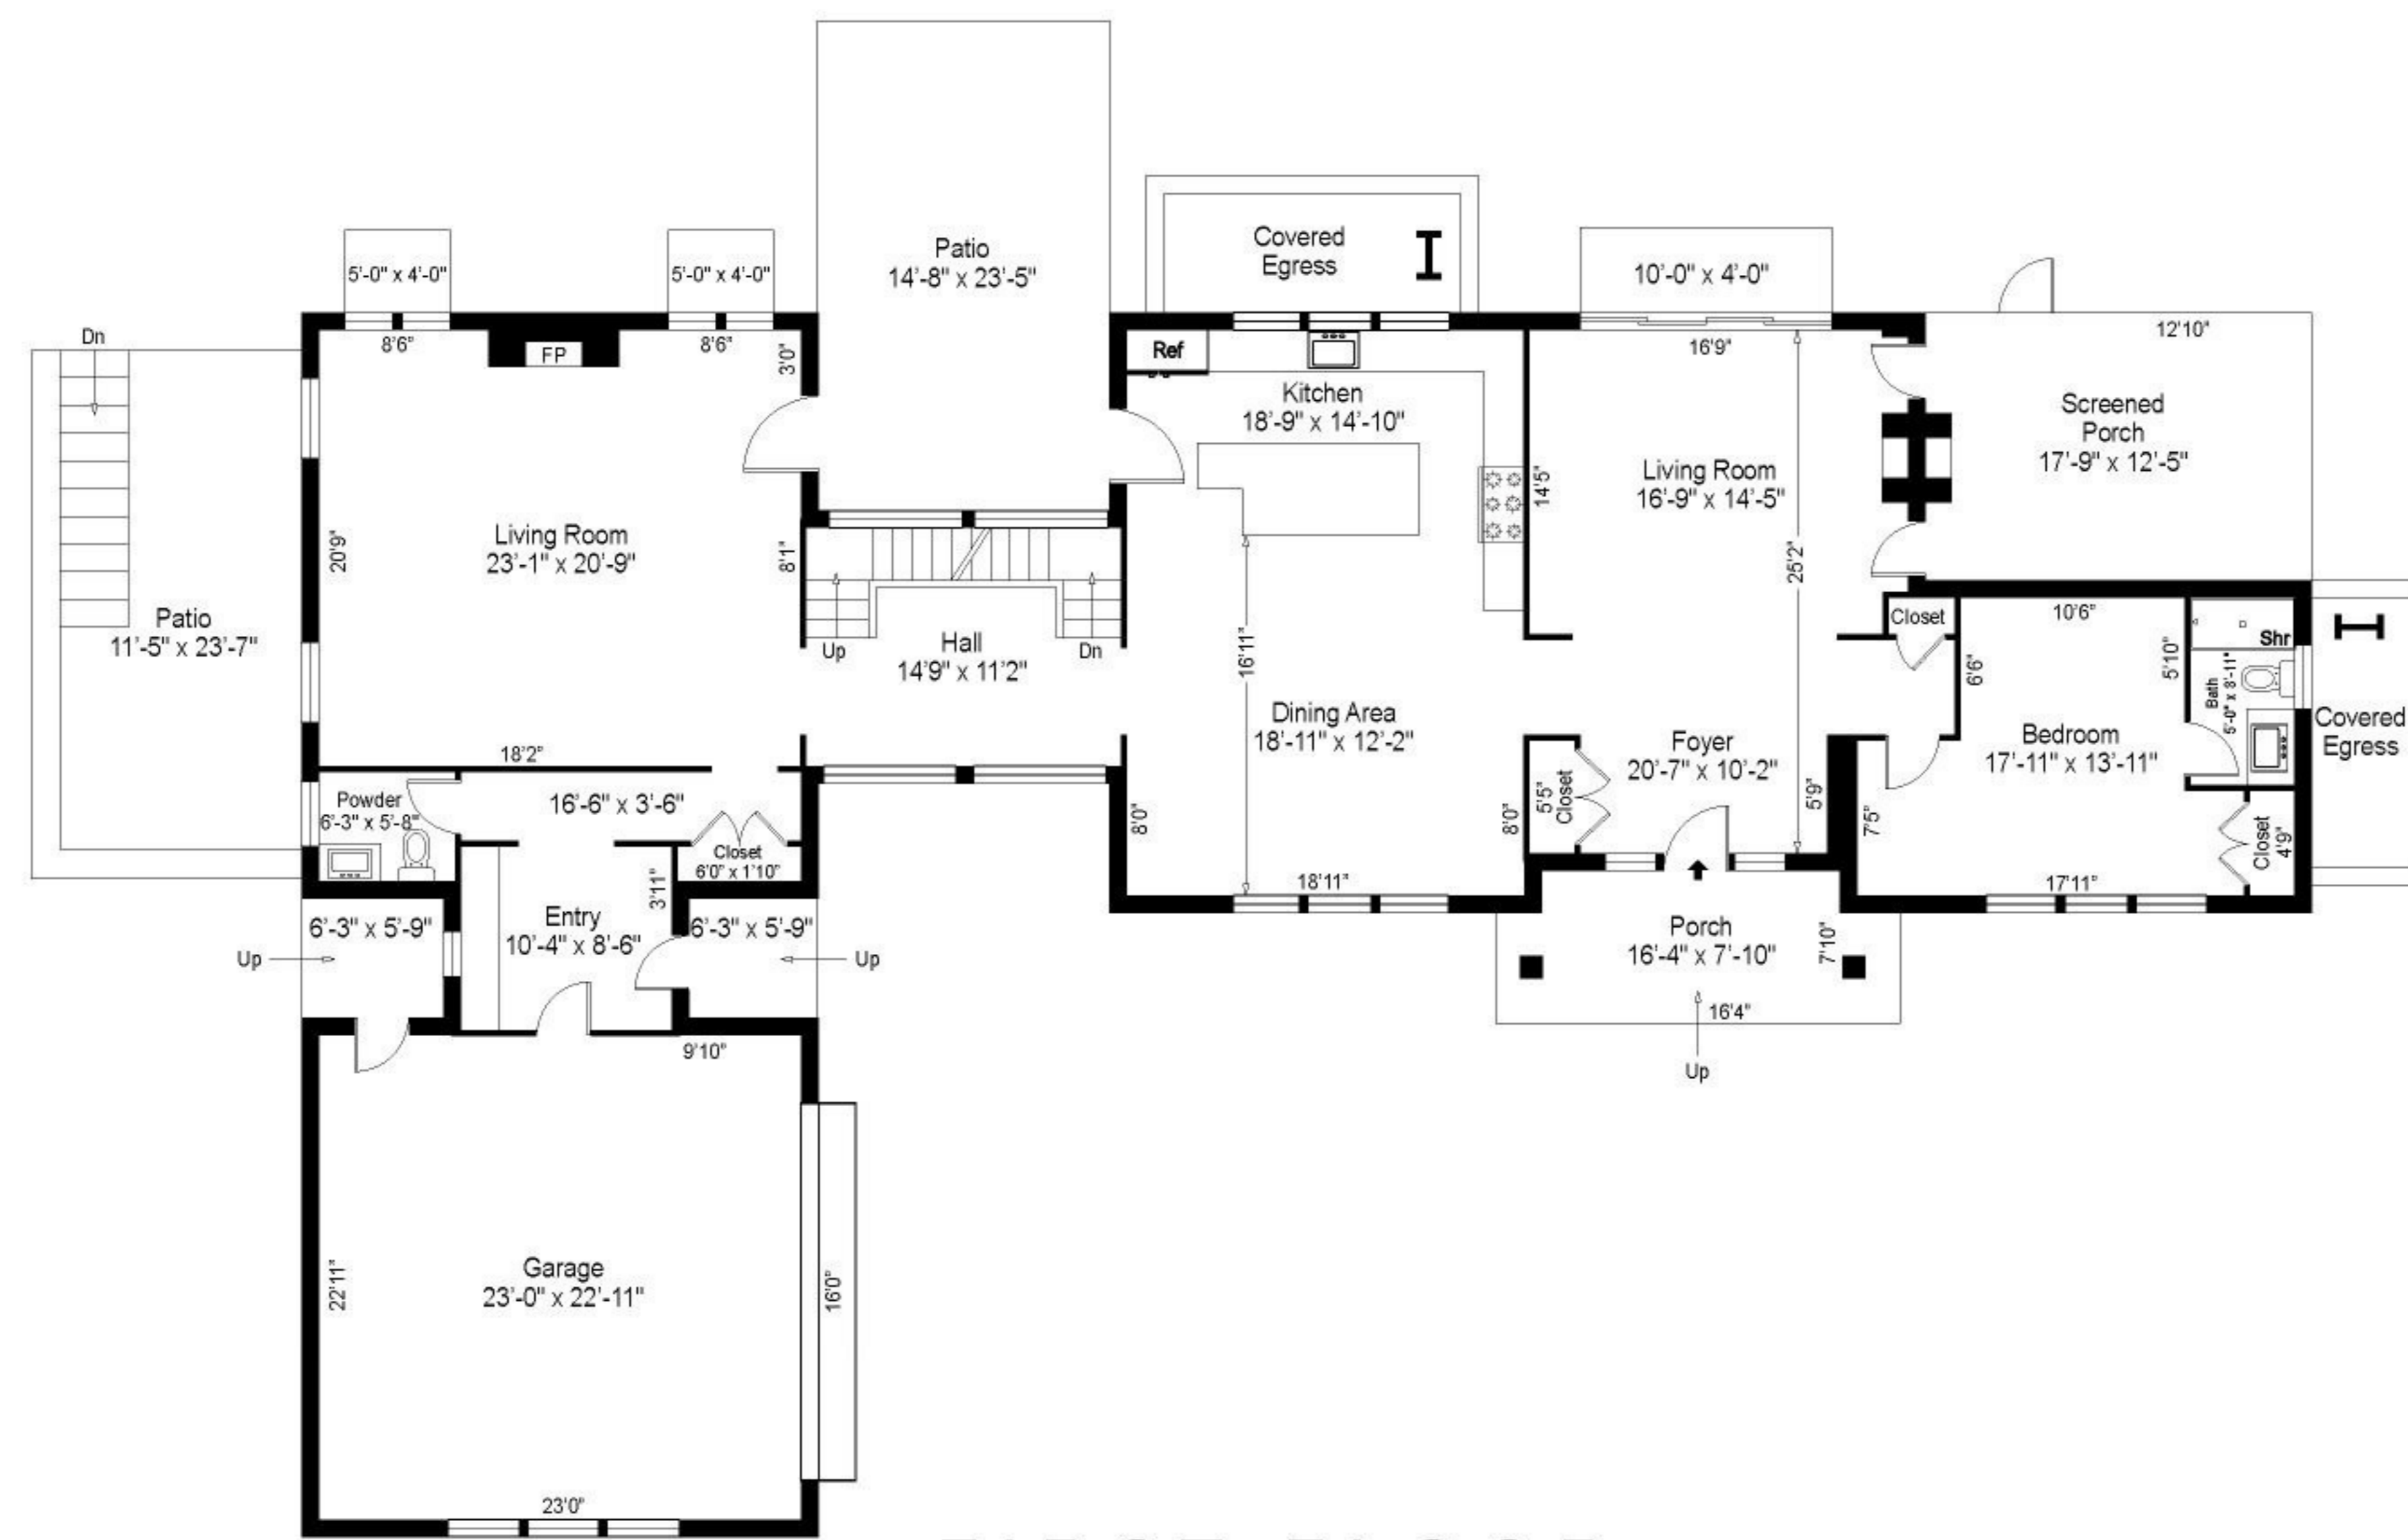 Patio
14'-8" x 23'-5"
Covered
Egress
5'-0" x 4'-0"
5'-0" x 4'-0"
10'-0" x 4'-0"
Dn
8'6"
FP
8'6"
3'0"
Ref
16'9"
12'10"
Kitchen
18'-9" x 14'-10"
Screened
Porch
17'-9" x 12'-5"
Living Room
16'-9" x 14'-5"
14'5"
25'2"
Living Room
23'-1" x 20'-9"
20'9"
8'1"
Patio
11'-5" x 23'-7"
Up
Hall
14'9" x 11'2"
Dn
16'11"
Closet
10'6"
Shr
6'6"
5'10"
Bath
5'-0" x 8'-11"
Dining Area
18'-11" x 12'-2"
Foyer
20'-7" x 10'-2"
Bedroom
17'-11" x 13'-11"
Covered
Egress
18'2"
Powder
6'-3" x 5'-8"
16'-6" x 3'-6"
Closet
6'0" x 1'10"
8'0"
8'0"
5'5"
Closet
5'9"
7'5"
Closet
4'9"
18'11"
17'11"
3'11"
6'-3" x 5'-9"
Entry
10'-4" x 8'-6"
6'-3" x 5'-9"
Up
Up
Porch
16'-4" x 7'-10"
7'10"
16'4"
Up
9'10"
Garage
23'-0" x 22'-11"
22'11"
16'0"
23'0"